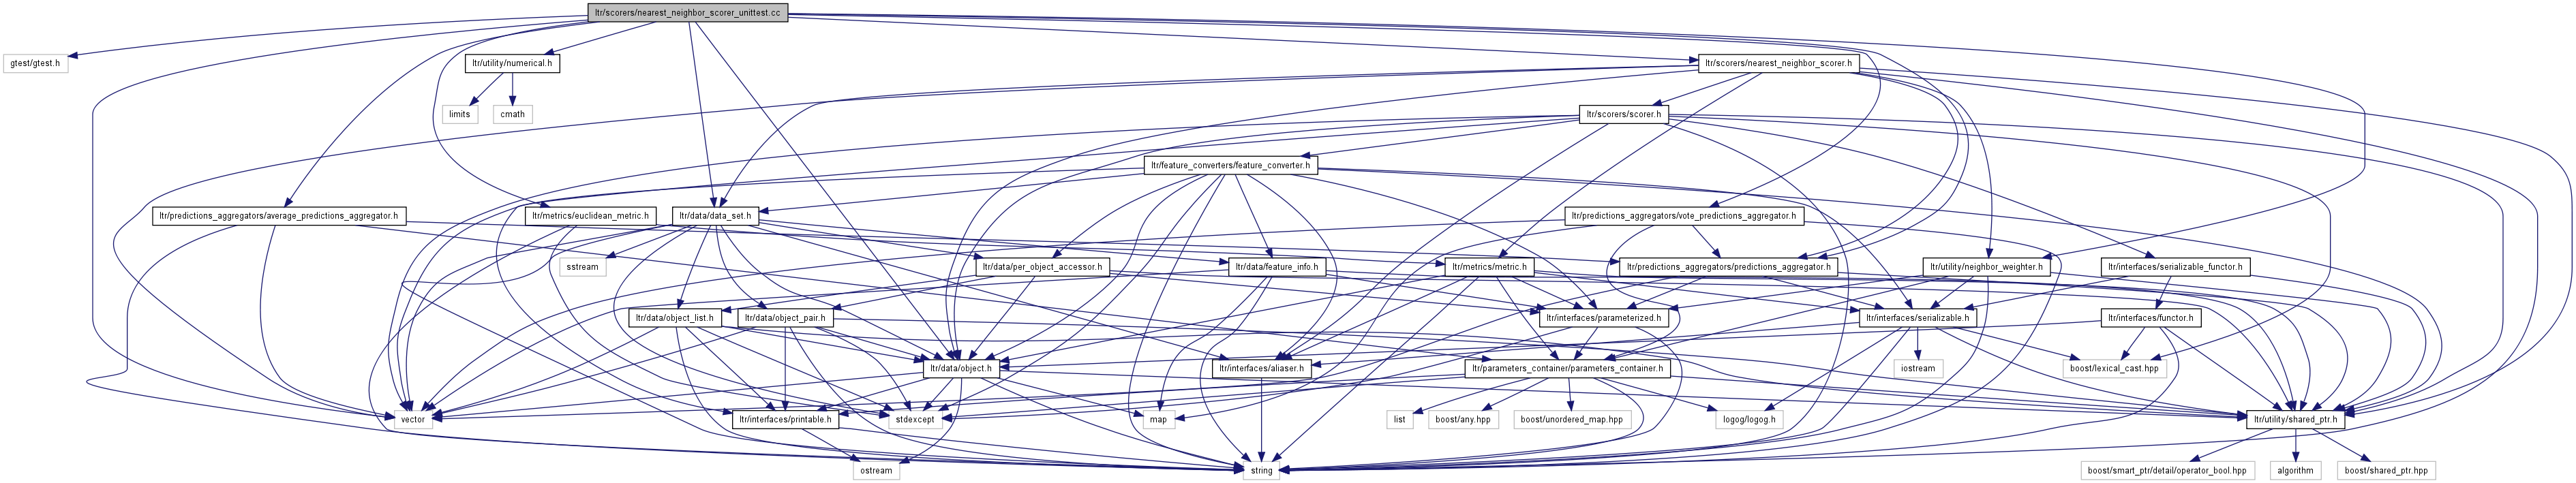 ltr/scorers/nearest_neighbor_scorer_unittest.cc
gtest/gtest.h
ltr/utility/numerical.h
ltr/scorers/nearest_neighbor_scorer.h
limits
cmath
ltr/scorers/scorer.h
ltr/feature_converters/feature_converter.h
ltr/predictions_aggregators/average_predictions_aggregator.h
ltr/metrics/euclidean_metric.h
ltr/data/data_set.h
ltr/predictions_aggregators/vote_predictions_aggregator.h
sstream
ltr/data/per_object_accessor.h
ltr/data/feature_info.h
ltr/metrics/metric.h
ltr/predictions_aggregators/predictions_aggregator.h
ltr/utility/neighbor_weighter.h
ltr/interfaces/serializable_functor.h
ltr/data/object_list.h
ltr/data/object_pair.h
ltr/interfaces/parameterized.h
ltr/interfaces/serializable.h
ltr/interfaces/functor.h
ltr/data/object.h
ltr/interfaces/aliaser.h
ltr/parameters_container/parameters_container.h
iostream
boost/lexical_cast.hpp
vector
ltr/interfaces/printable.h
stdexcept
map
list
boost/any.hpp
boost/unordered_map.hpp
logog/logog.h
ltr/utility/shared_ptr.h
ostream
string
boost/smart_ptr/detail/operator_bool.hpp
algorithm
boost/shared_ptr.hpp